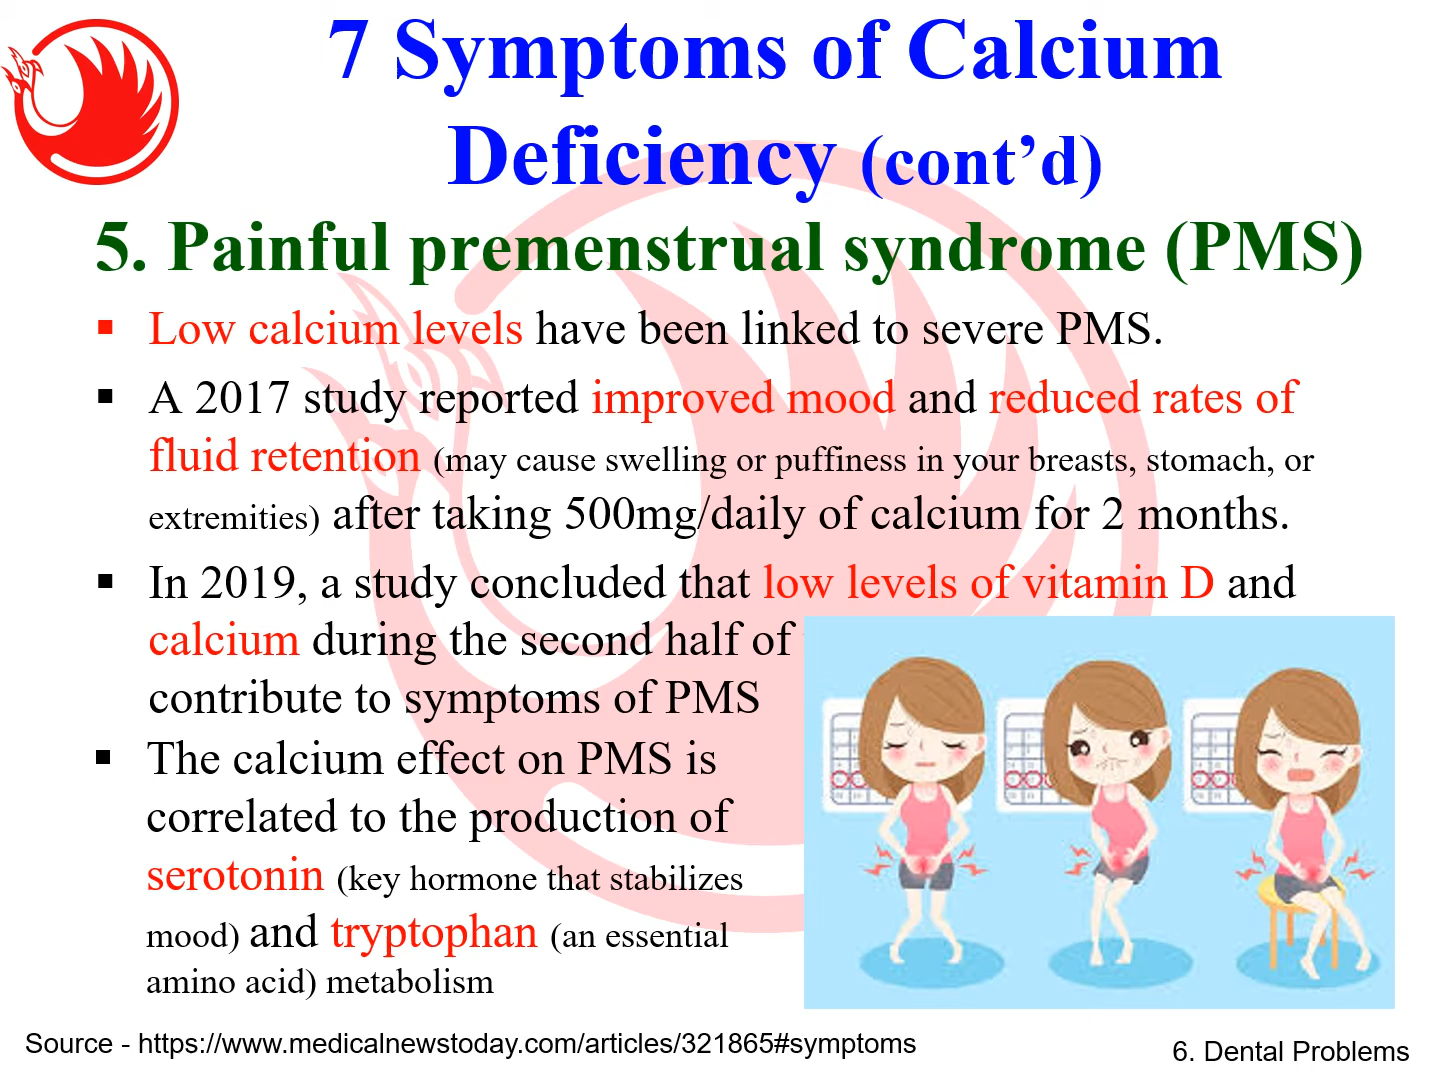 7 Symptoms of Calcium
Deficiency (cont’d)
5. Painful premenstrual syndrome (PMS)
▪ Low calcium levels have been linked to severe PMS.
▪ A 2017 study reported improved mood and reduced rates of
fluid retention (may cause swelling or puffiness in your breasts, stomach, or
extremities) after taking 500mg/daily of calcium for 2 months.
▪ In 2019, a study concluded that low levels of vitamin D and
calcium during the second half of
contribute to symptoms of PMS
▪ The calcium effect on PMS is
correlated to the production of
serotonin (key hormone that stabilizes
mood) and tryptophan (an essential
amino acid) metabolism
Source - https://www.medicalnewstoday.com/articles/321865#symptoms
6. Dental Problems